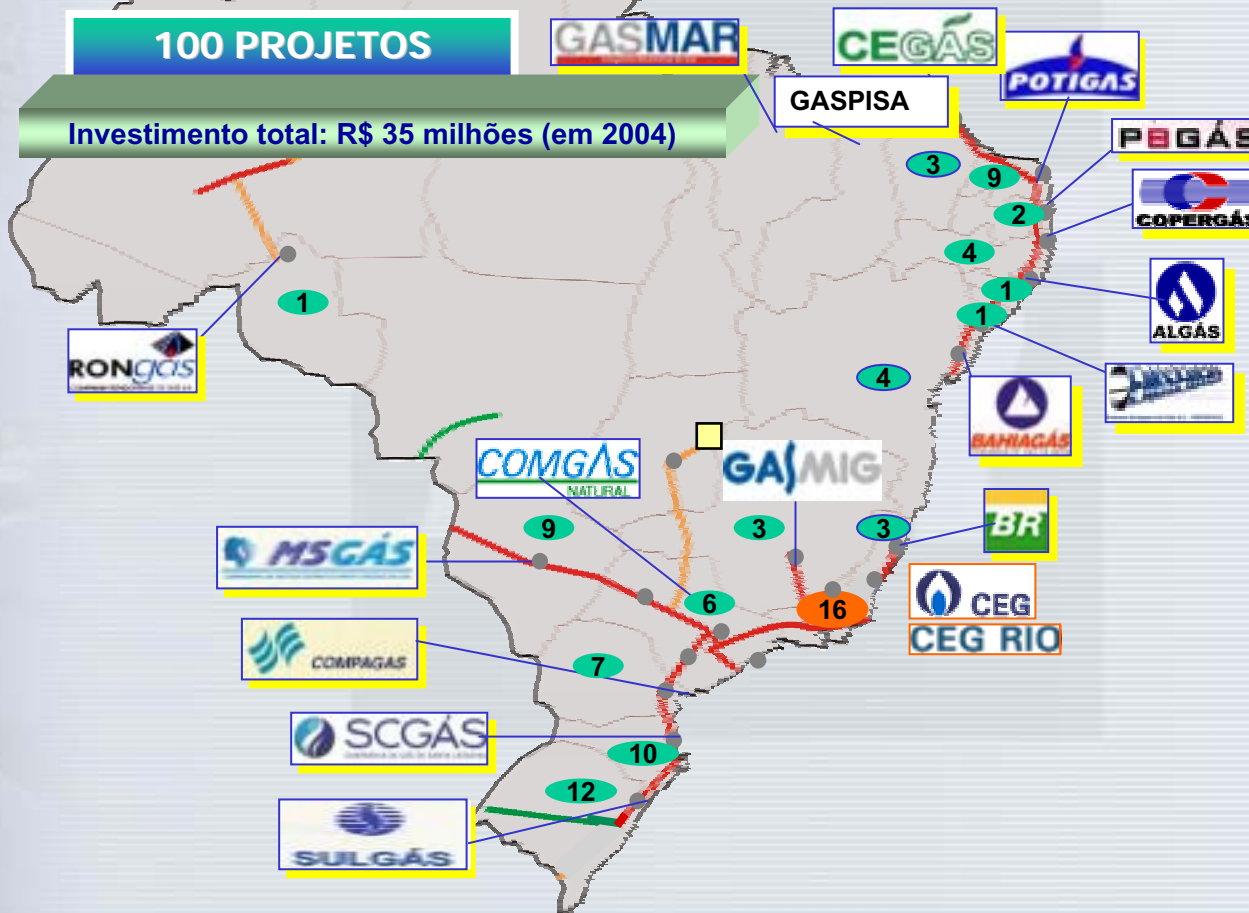 100 PROJETOS
GASMAR
CEGÁS
POTIGAS
GASPISA
Investimento total: R$ 35 milhões (em 2004)
PBGÁS
3
9
COPERGÁS
2
4
1
1
1
ALGÁS
RONgás
4
BAHIAGÁS
COMGÁS
NATURAL
GASMIG
9
3
3
BR
MSGÁS
6
16
CEG
CEG RIO
COMPAGAS
7
SCGÁS
10
12
SULGÁS